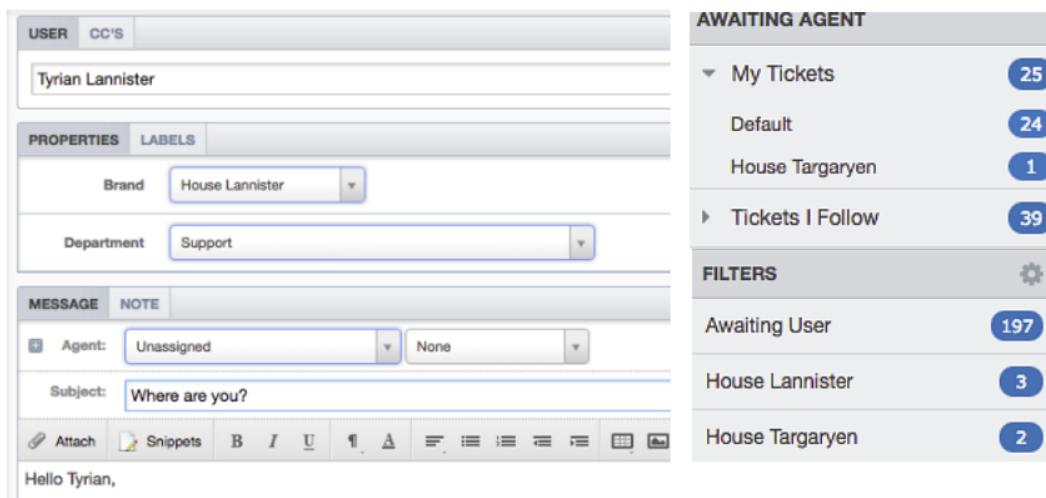 USER CC'S
Tyrian Lannister
PROPERTIES LABELS
Brand House Lannister
Department Support
MESSAGE NOTE
Agent: Unassigned None
Subject: Where are you?
Attach Snippets B I U ¶ A
Hello Tyrian,
AWAITING AGENT
My Tickets 25
Default 24
House Targaryen 1
Tickets I Follow 39
FILTERS
Awaiting User 197
House Lannister 3
House Targaryen 2